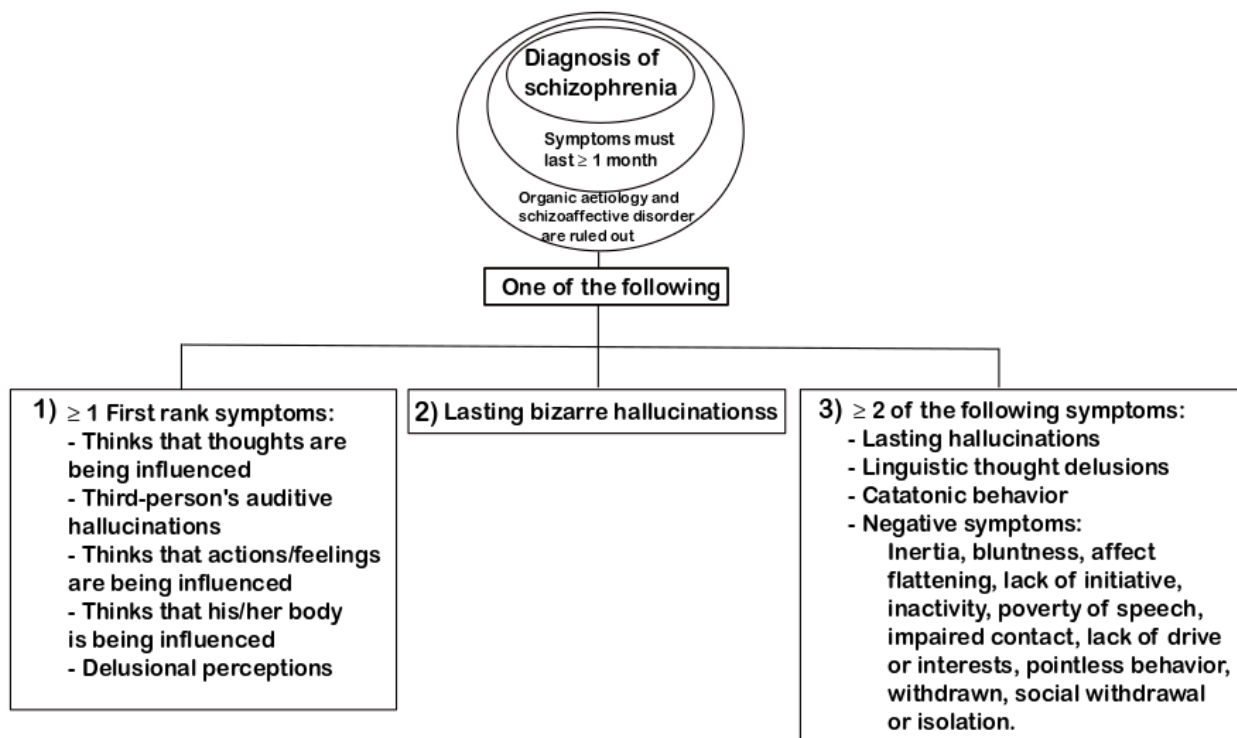 Diagnosis of
schizophrenia
Symptoms must
last ≥ 1 month
Organic aetiology and
schizoaffective disorder
are ruled out
One of the following
1) ≥ 1 First rank symptoms:
- Thinks that thoughts are
being influenced
- Third-person's auditive
hallucinations
- Thinks that actions/feelings
are being influenced
- Thinks that his/her body
is being influenced
- Delusional perceptions
2) Lasting bizarre hallucinationss
3) ≥ 2 of the following symptoms:
- Lasting hallucinations
- Linguistic thought delusions
- Catatonic behavior
- Negative symptoms:
Inertia, bluntness, affect
flattening, lack of initiative,
inactivity, poverty of speech,
impaired contact, lack of drive
or interests, pointless behavior,
withdrawn, social withdrawal
or isolation.